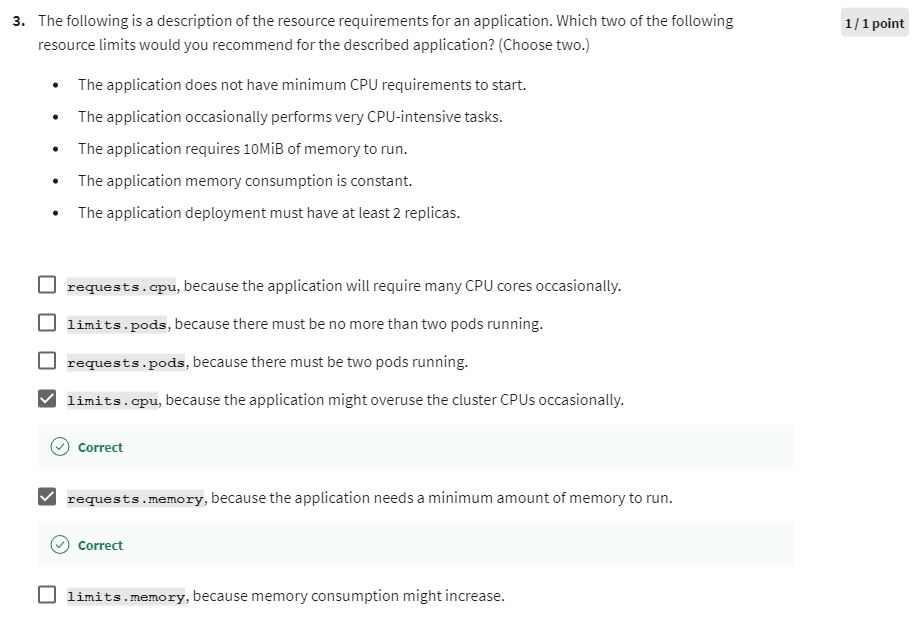 3. The following is a description of the resource requirements for an application. Which two of the following
1 / 1 point
resource limits would you recommend for the described application? (Choose two.)
• The application does not have minimum CPU requirements to start.
• The application occasionally performs very CPU-intensive tasks.
• The application requires 10MiB of memory to run.
• The application memory consumption is constant.
• The application deployment must have at least 2 replicas.
requests.cpu, because the application will require many CPU cores occasionally.
limits.pods, because there must be no more than two pods running.
requests.pods, because there must be two pods running.
limits.cpu, because the application might overuse the cluster CPUs occasionally.
Correct
requests.memory, because the application needs a minimum amount of memory to run.
Correct
limits.memory, because memory consumption might increase.